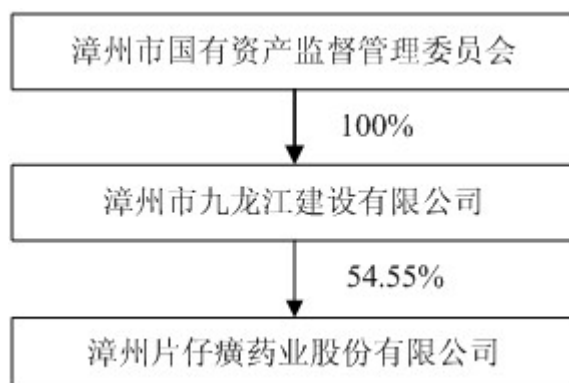 漳州市国有资产监督管理委员会
100%
漳州市九龙江建设有限公司
54.55%
漳州片仔癀药业股份有限公司